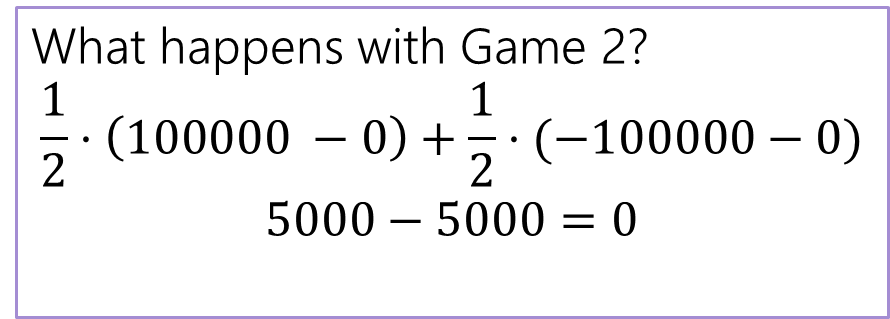 What happens with Game 2?
1/2 · (100000 − 0) + 1/2 · (−100000 − 0)
5000 − 5000 = 0